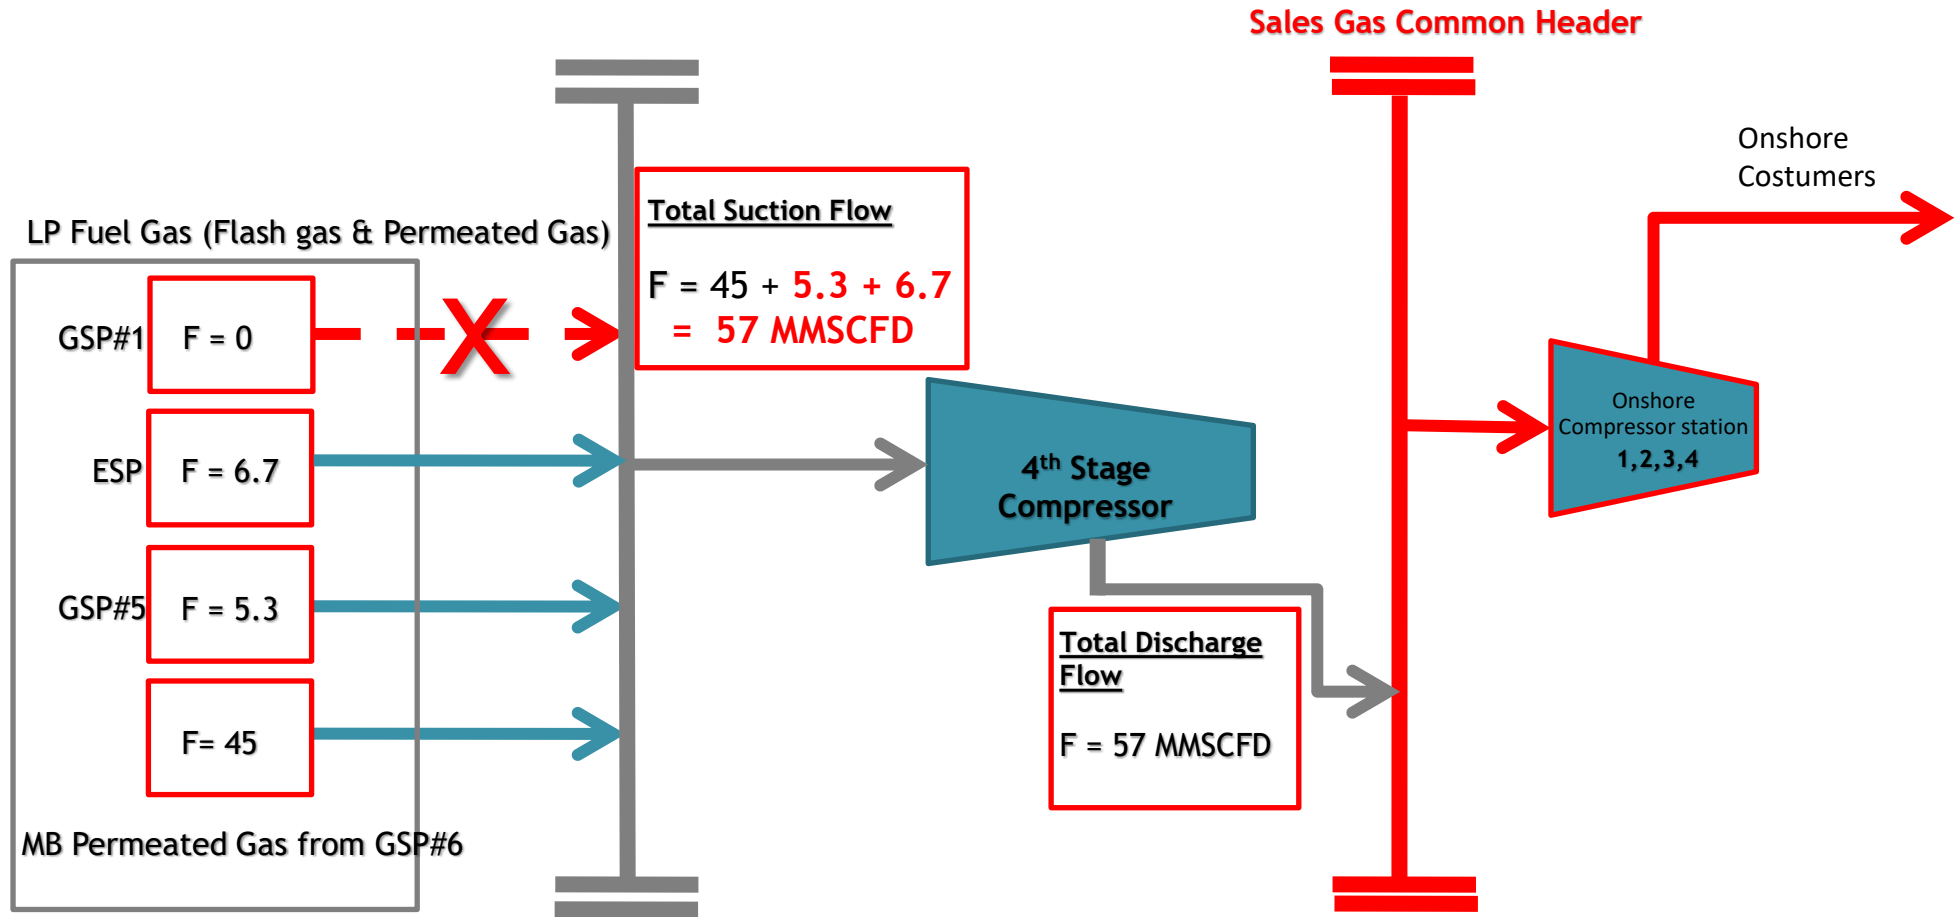 Sales Gas Common Header
Onshore
Costumers
LP Fuel Gas (Flash gas & Permeated Gas)
GSP#1
F = 0
X
Total Suction Flow
F = 45 + 5.3 + 6.7
= 57 MMSCFD
ESP
F = 6.7
4th Stage
Compressor
Onshore
Compressor station
1,2,3,4
GSP#5
F = 5.3
Total Discharge
Flow
F = 57 MMSCFD
F= 45
MB Permeated Gas from GSP#6